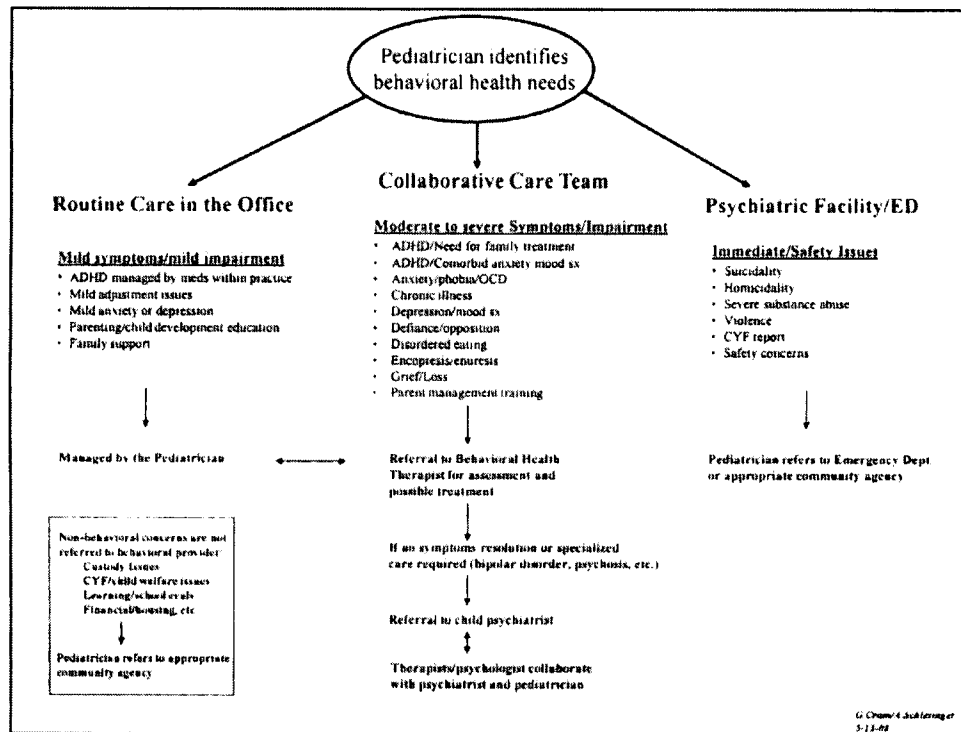 Pediatrician identifies
behavioral health needs
Routine Care in the Office
Mild symptoms/mild impairment
• ADHD managed by meds within practice
• Mild adjustment issues
• Mild anxiety or depression
• Parenting/child development education
• Family support
Managed by the Pediatrician
Non-behavioral concerns are not
referred to behavioral provider
Custody Issues
CYF/child welfare issues
Learning/school evals
Financial/housing, etc
Pediatrician refers to appropriate
community agency
Collaborative Care Team
Moderate to severe Symptoms/Impairment
• ADHD/Need for family treatment
• ADHD/Comorbid anxiety mood sx
• Anxiety/phobia/OCD
• Chronic illness
• Depression/mood sx
• Defiance/opposition
• Disordered eating
• Encopresis/enuresis
• Grief/Loss
• Parent management training
Referral to Behavioral Health
Therapist for assessment and
possible treatment
If no symptoms resolution or specialized
care required (bipolar disorder, psychosis, etc.)
Referral to child psychiatrist
Therapists/psychologist collaborate
with psychiatrist and pediatrician
Psychiatric Facility/ED
Immediate/Safety Issues
• Suicidality
• Homicidality
• Severe substance abuse
• Violence
• CYF report
• Safety concerns
Pediatrician refers to Emergency Dept
or appropriate community agency